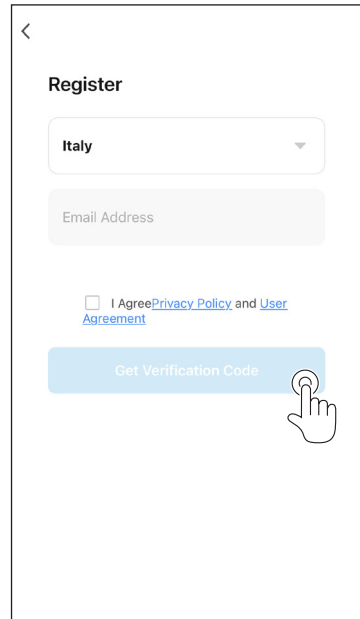 Register
Italy
Email Address
I AgreePrivacy Policy and User
Agreement
Get Verification Code